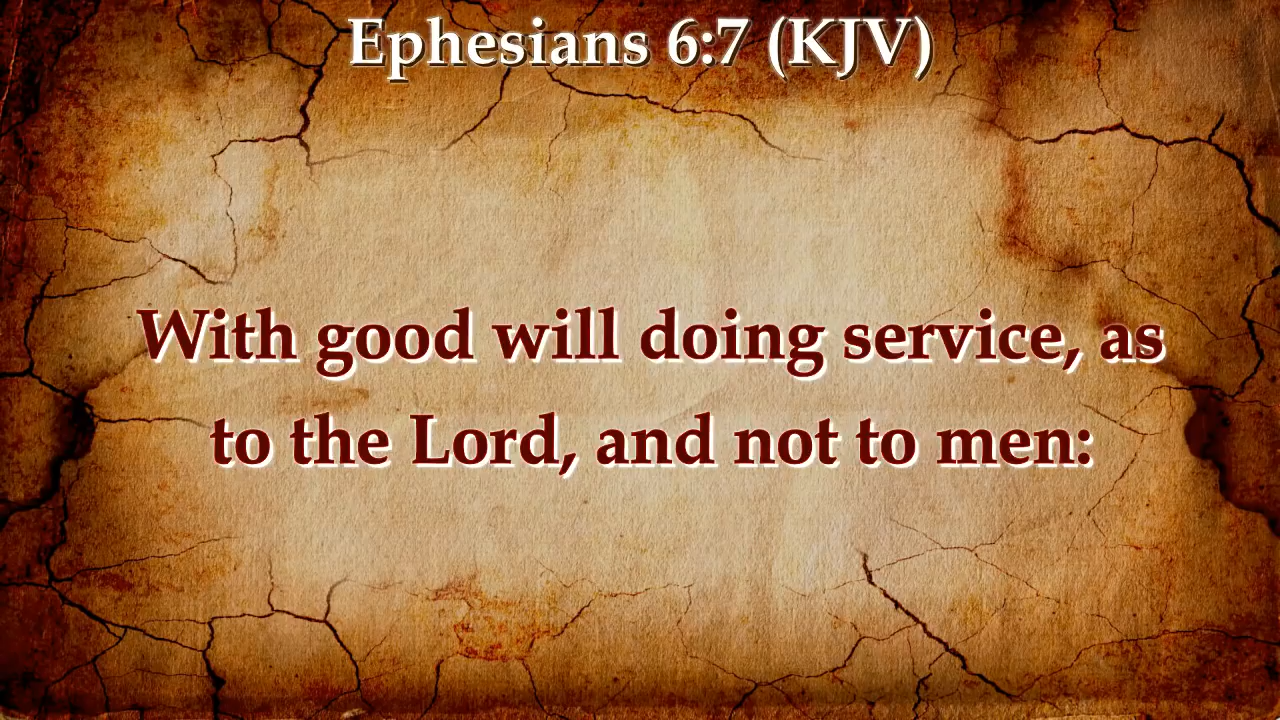 Ephesians 6:7 (KJV)
With good will doing service, as
to the Lord, and not to men: